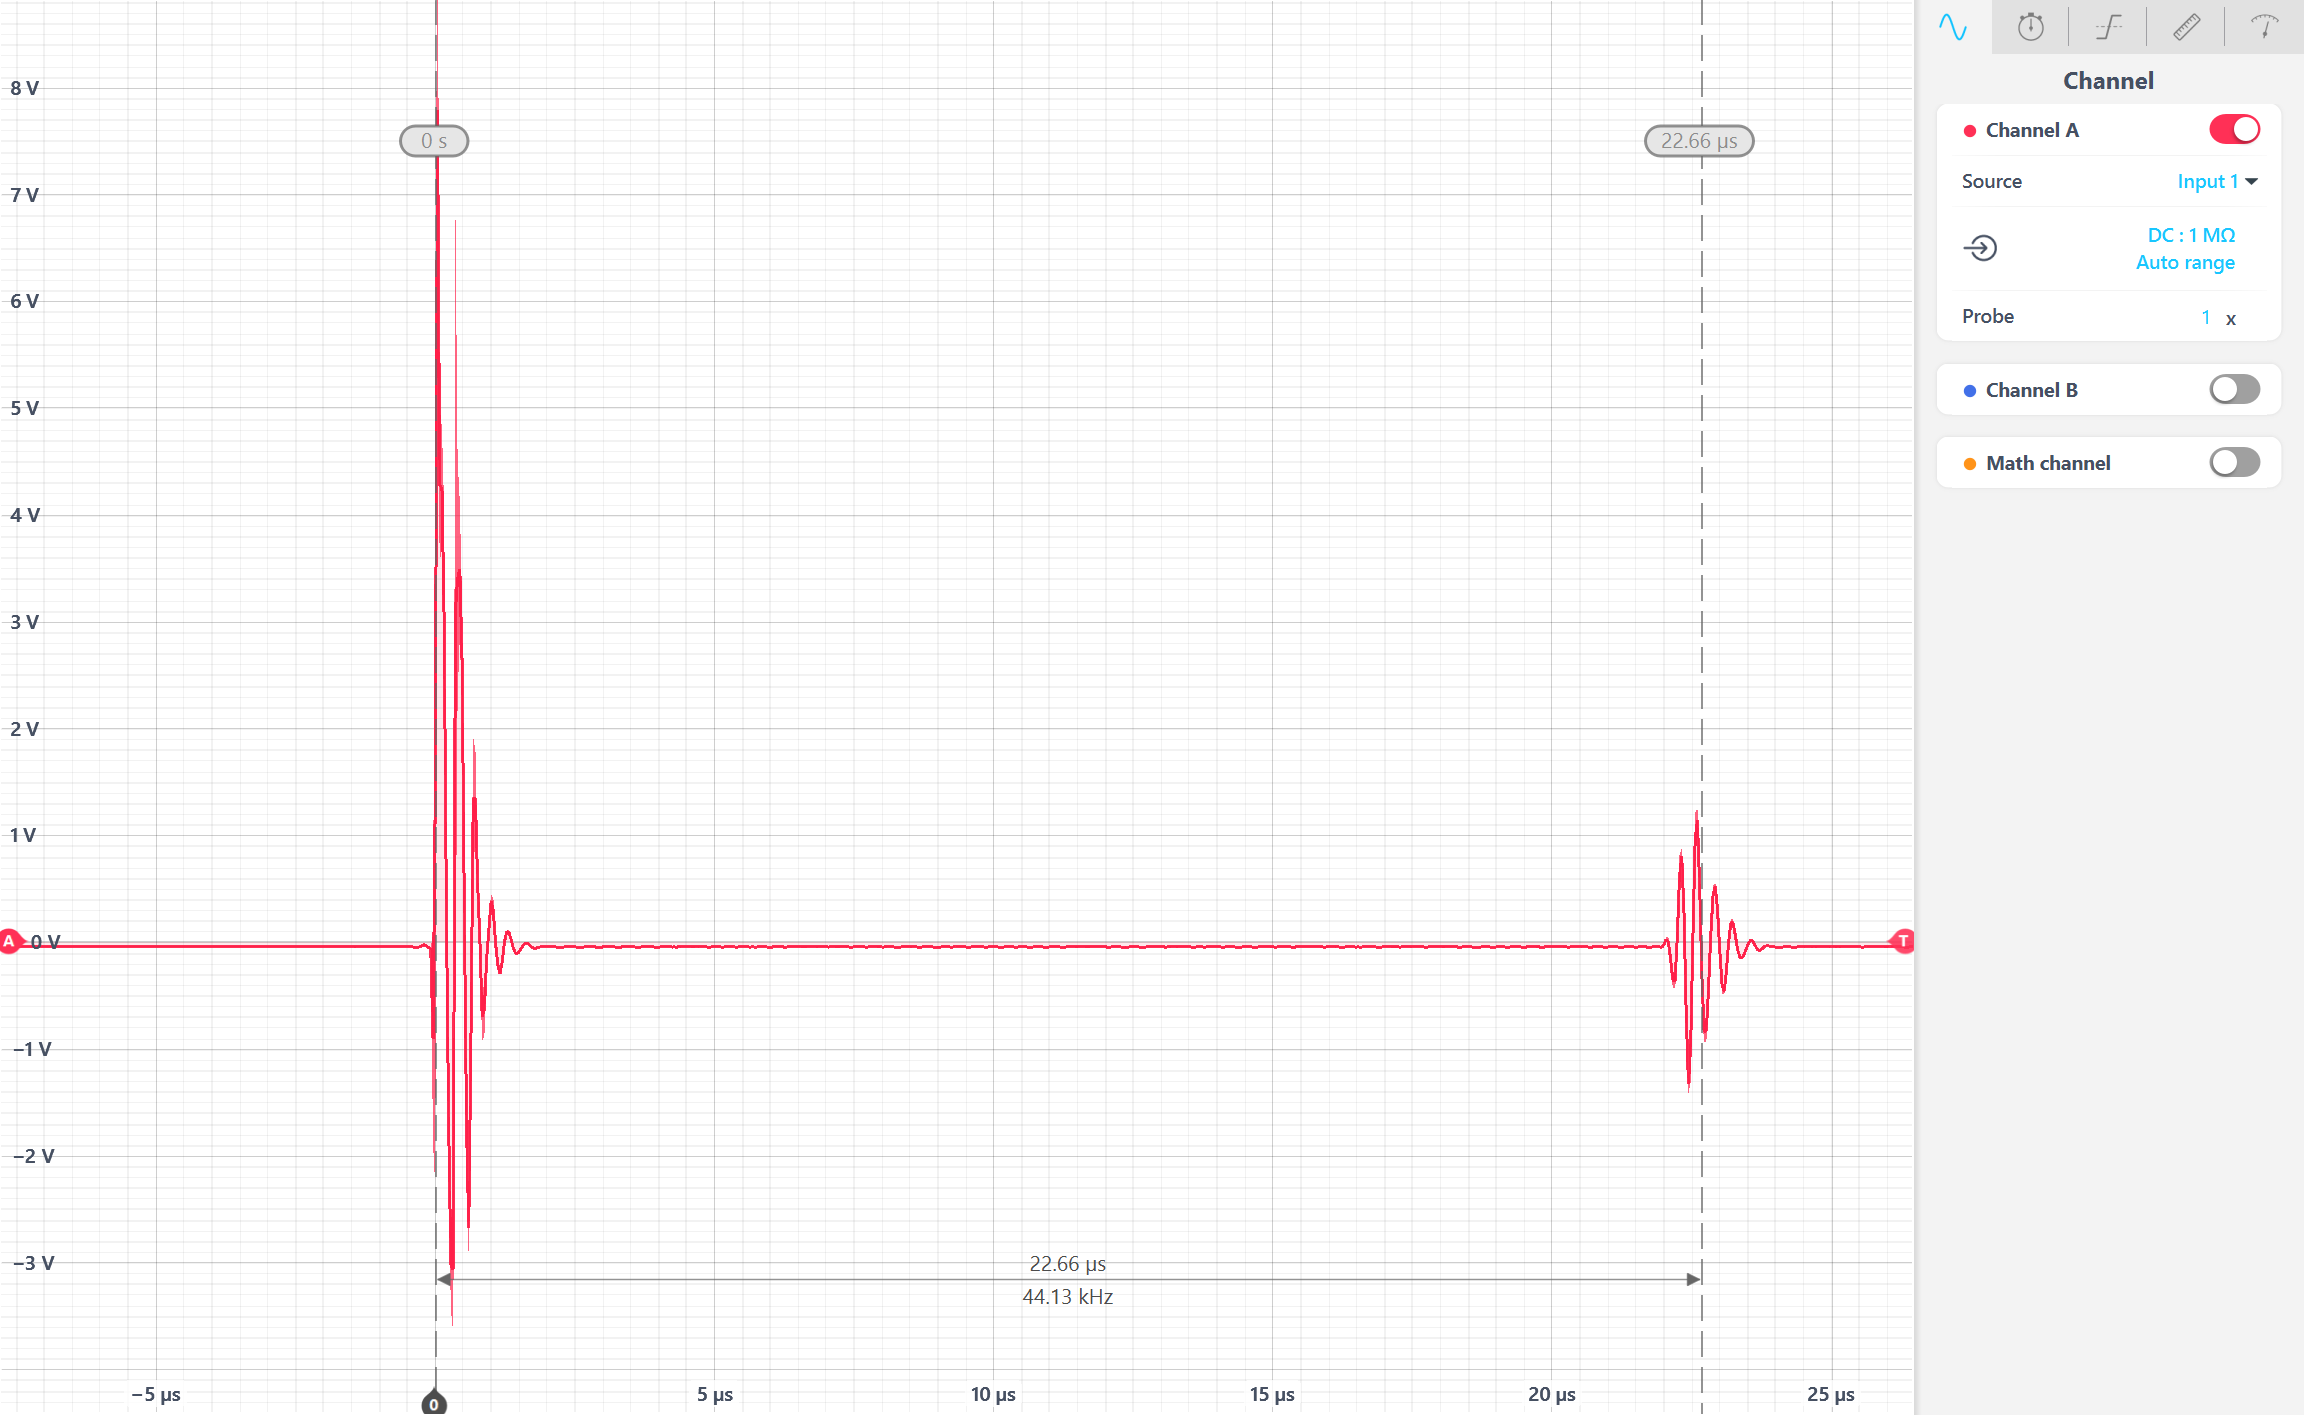 Channel
Channel A
Source Input 1
DC : 1 MΩ
Auto range
Probe 1 x
Channel B
Math channel
8 V
7 V
6 V
5 V
4 V
3 V
2 V
1 V
0 V
−1 V
−2 V
−3 V
A
T
0 s
22.66 µs
22.66 µs
44.13 kHz
−5 µs
0
5 µs
10 µs
15 µs
20 µs
25 µs